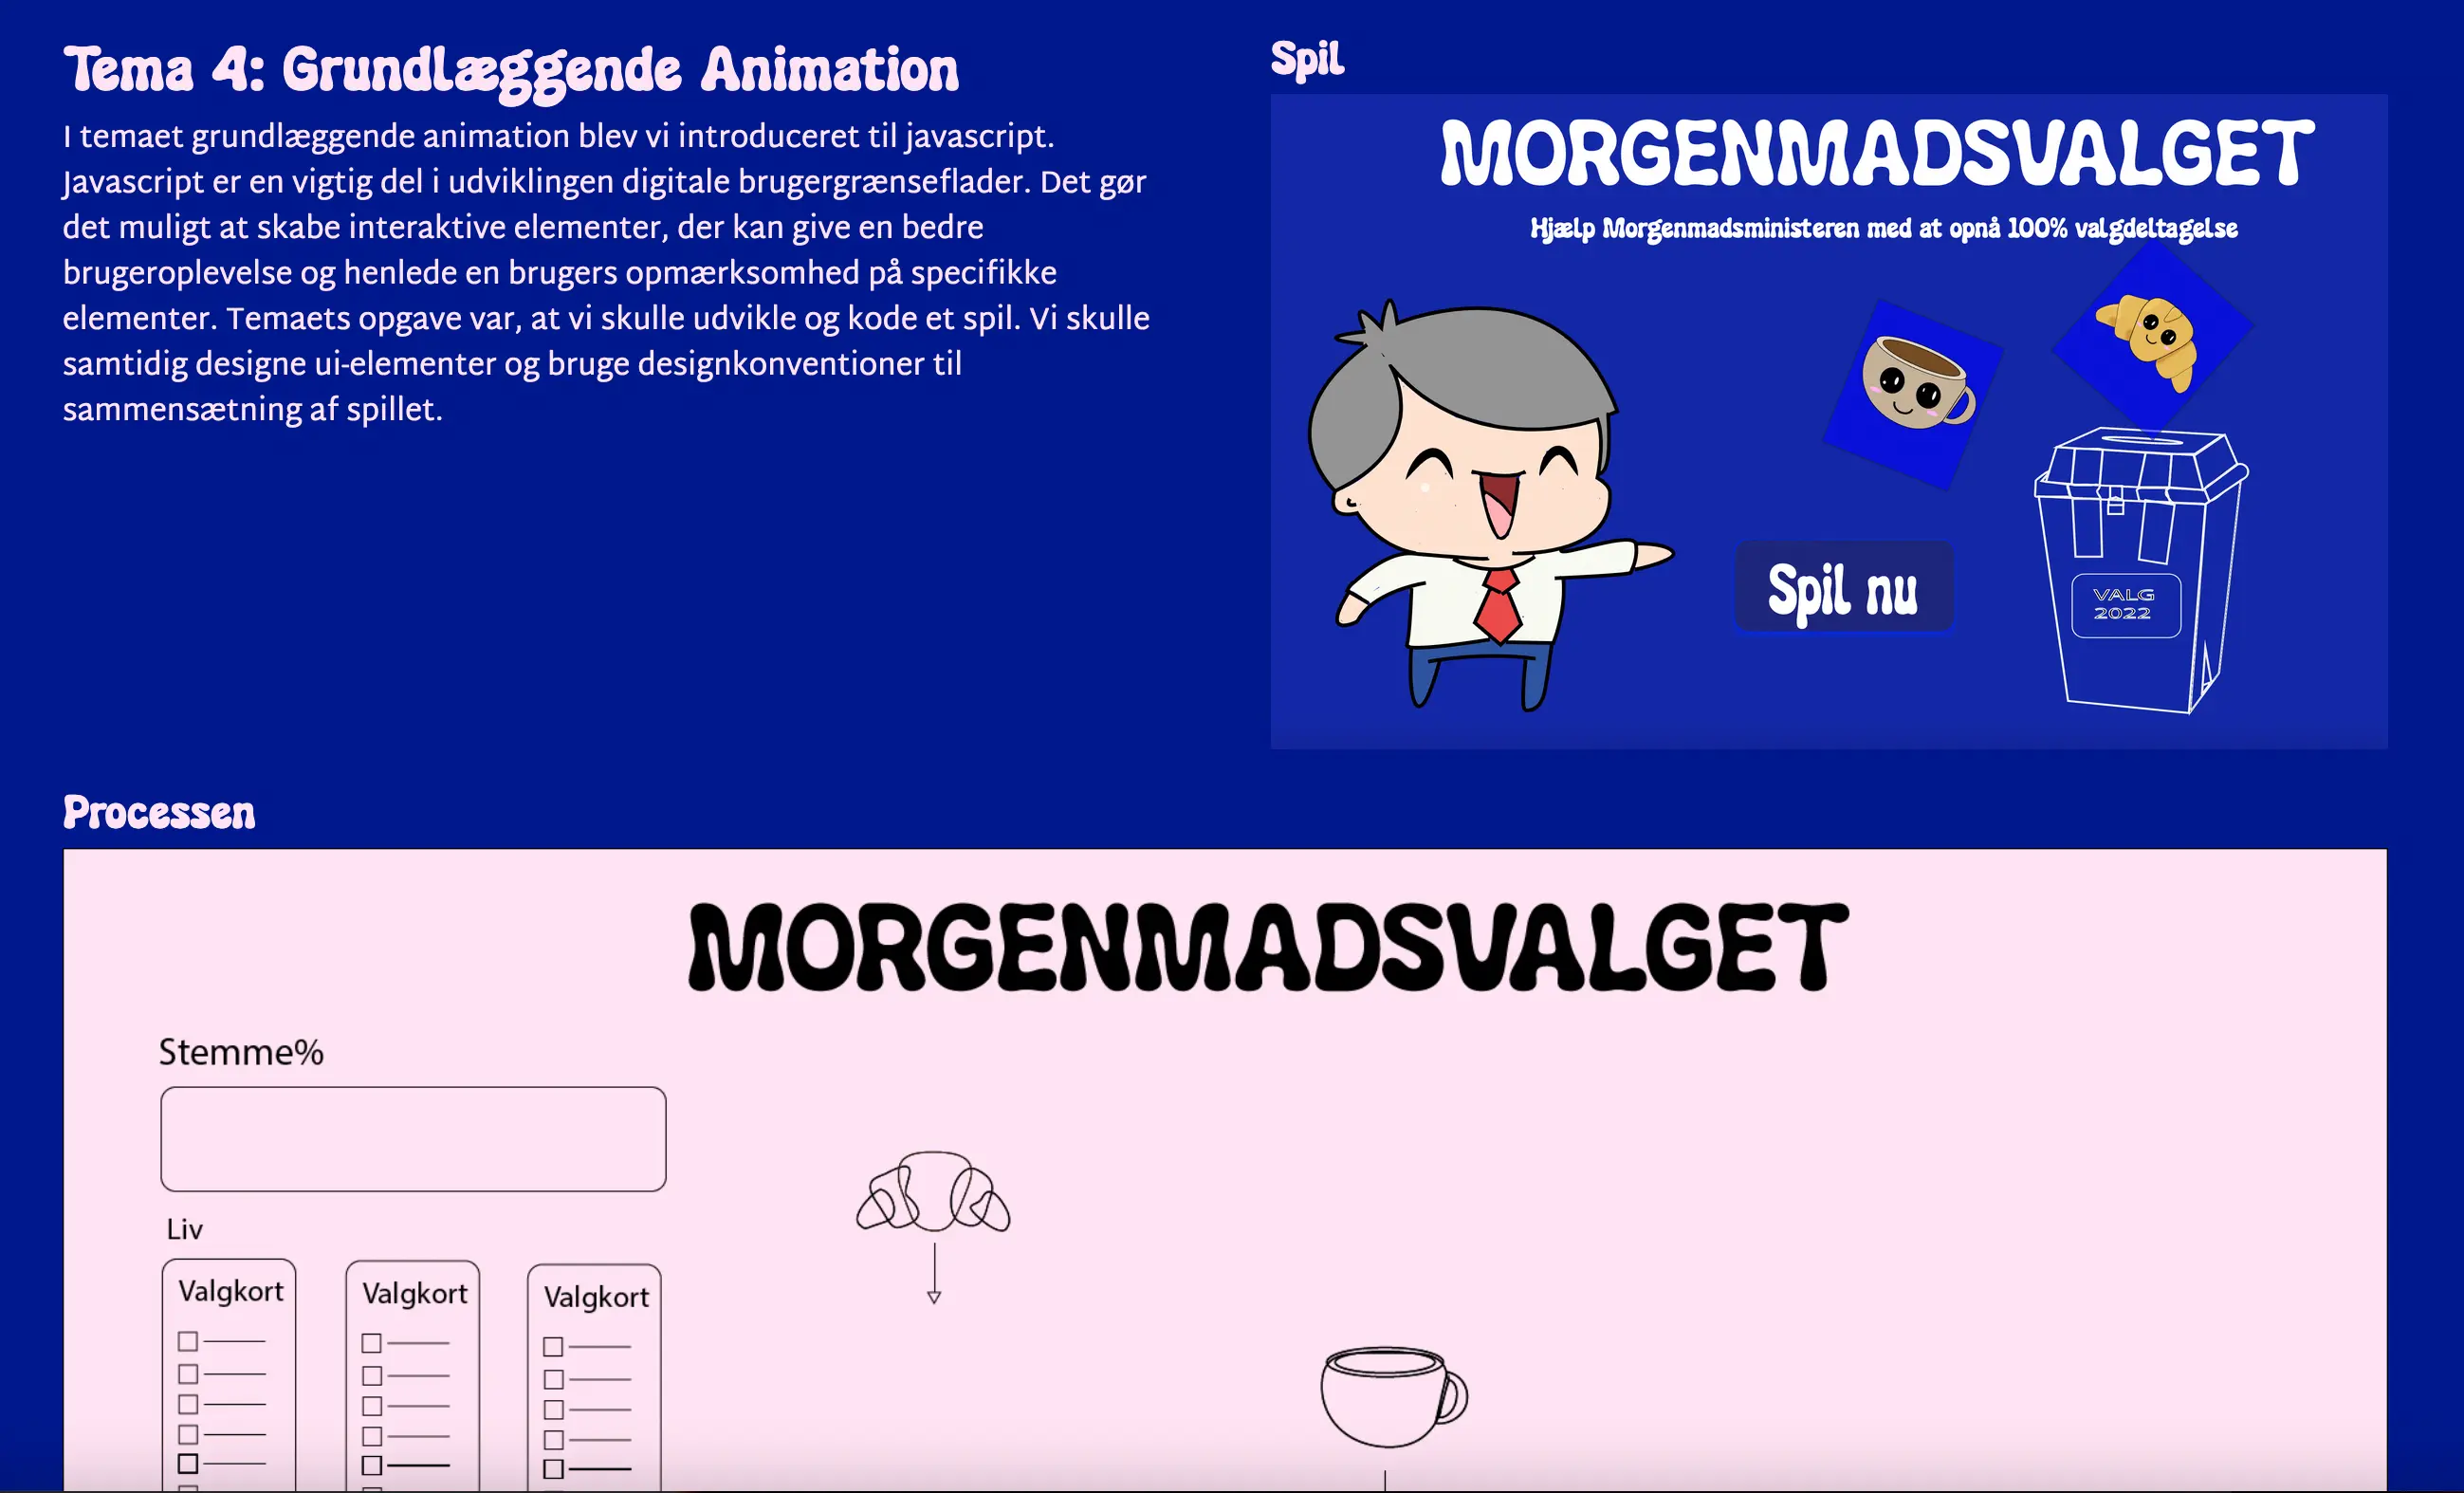 Tema 4: Grundlæggende Animation
I temaet grundlæggende animation blev vi introduceret til javascript.
Javascript er en vigtig del i udviklingen digitale brugergrænseflader. Det gør
det muligt at skabe interaktive elementer, der kan give en bedre
brugeroplevelse og henlede en brugers opmærksomhed på specifikke
elementer. Temaets opgave var, at vi skulle udvikle og kode et spil. Vi skulle
samtidig designe ui-elementer og bruge designkonventioner til
sammensætning af spillet.
Spil
MORGENMADSVALGET
Hjælp Morgenmadsministeren med at opnå 100% valgdeltagelse
Spil nu
VALG
2022
Processen
MORGENMADSVALGET
Stemme%
Liv
Valgkort
Valgkort
Valgkort